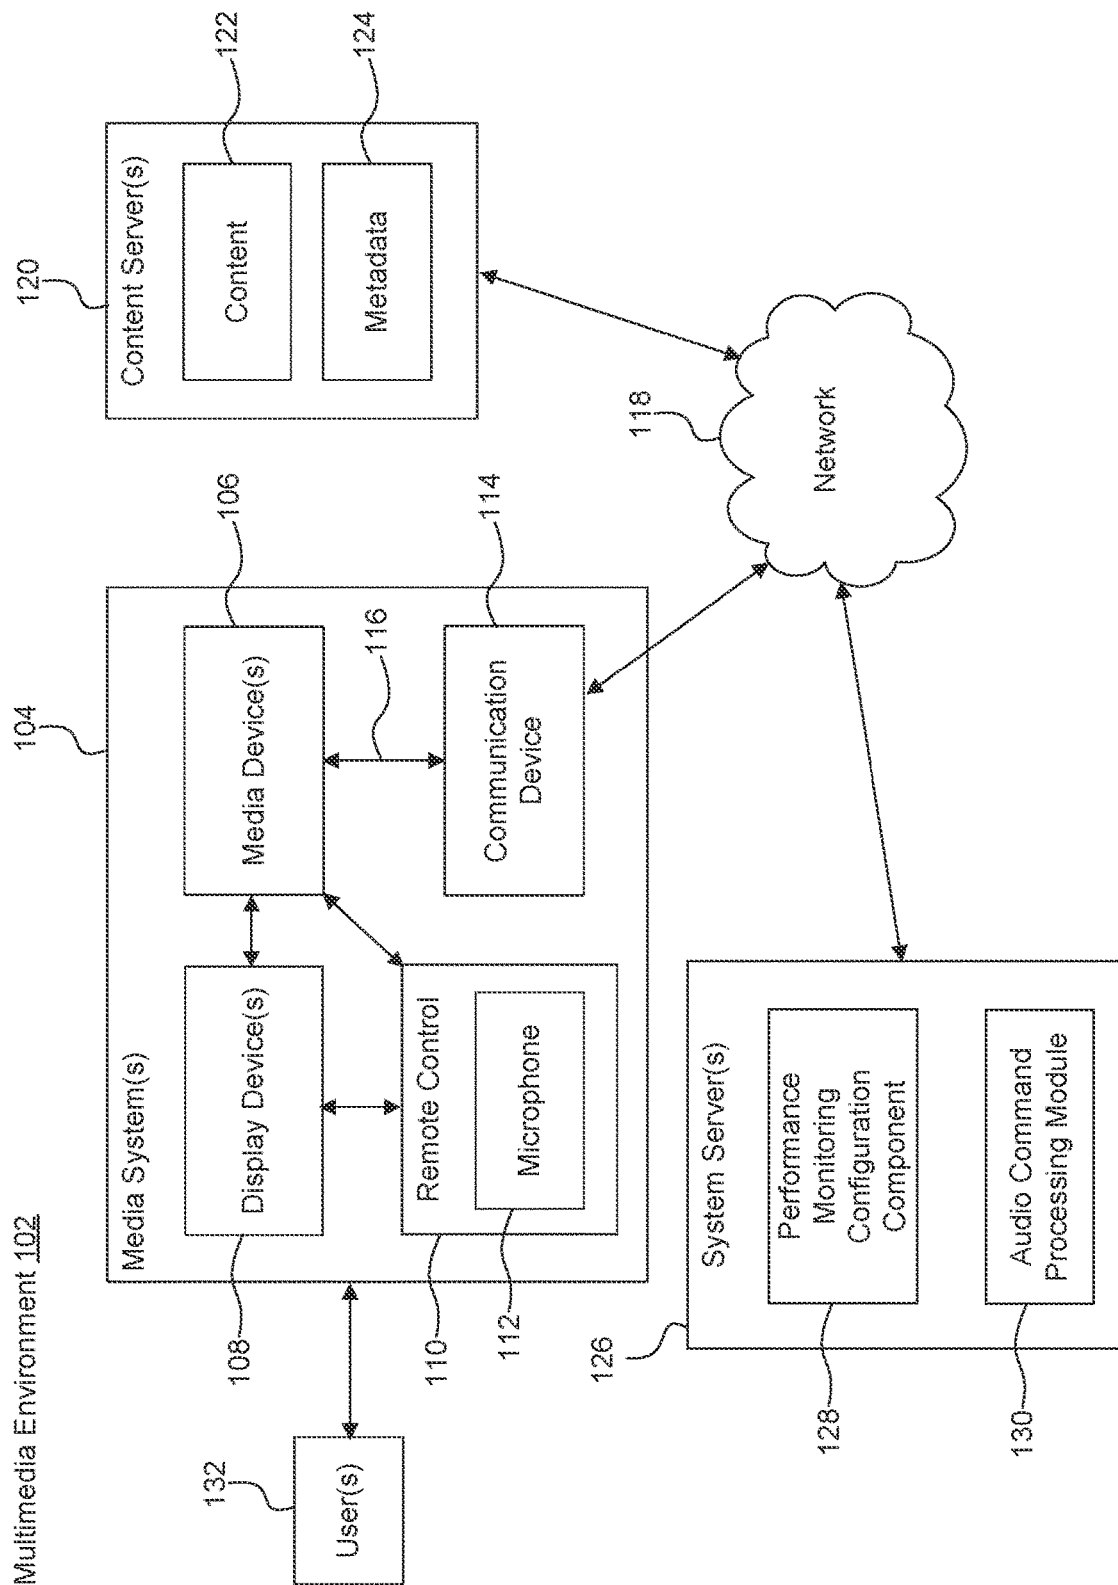 Multimedia Environment 102
104
Media System(s)
132
User(s)
Display Device(s)
108
Media Device(s)
106
116
Remote Control
110
Microphone
112
Communication
Device
114
120
Content Server(s)
Content
122
Metadata
124
118
Network
126
System Server(s)
Performance
Monitoring
Configuration
Component
128
Audio Command
Processing Module
130